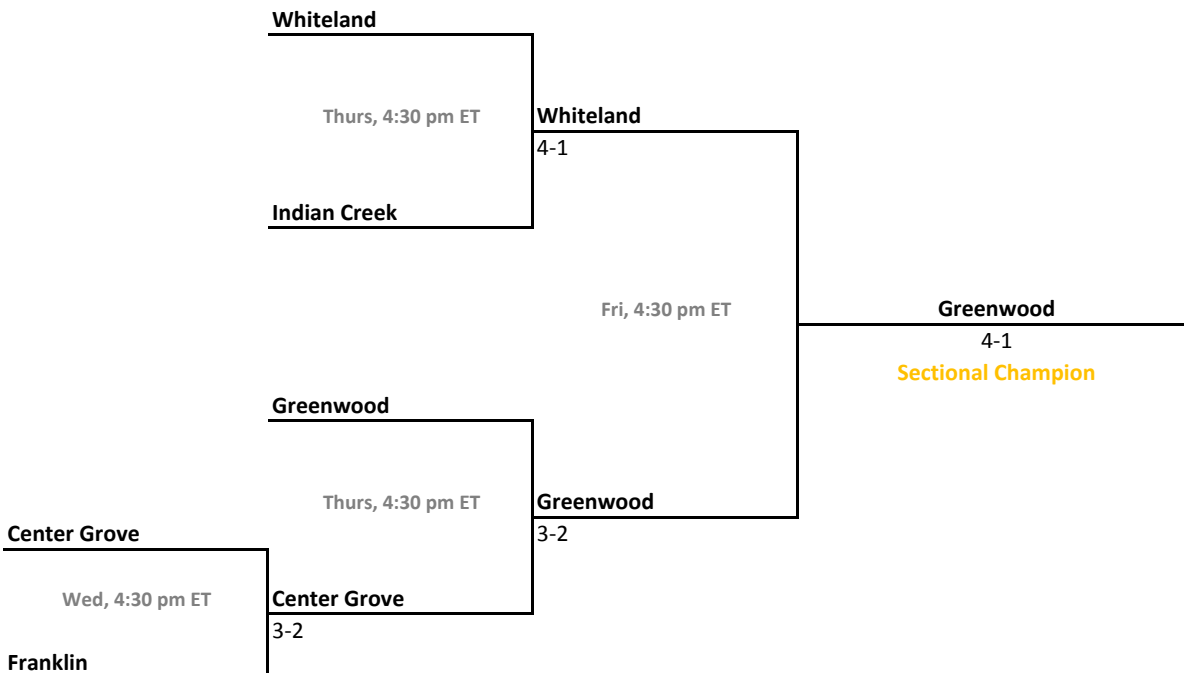 Whiteland
Thurs, 4:30 pm ET
Whiteland
4-1
Indian Creek
Fri, 4:30 pm ET
Greenwood
4-1
Sectional Champion
Greenwood
Thurs, 4:30 pm ET
Greenwood
3-2
Center Grove
Wed, 4:30 pm ET
Center Grove
3-2
Franklin